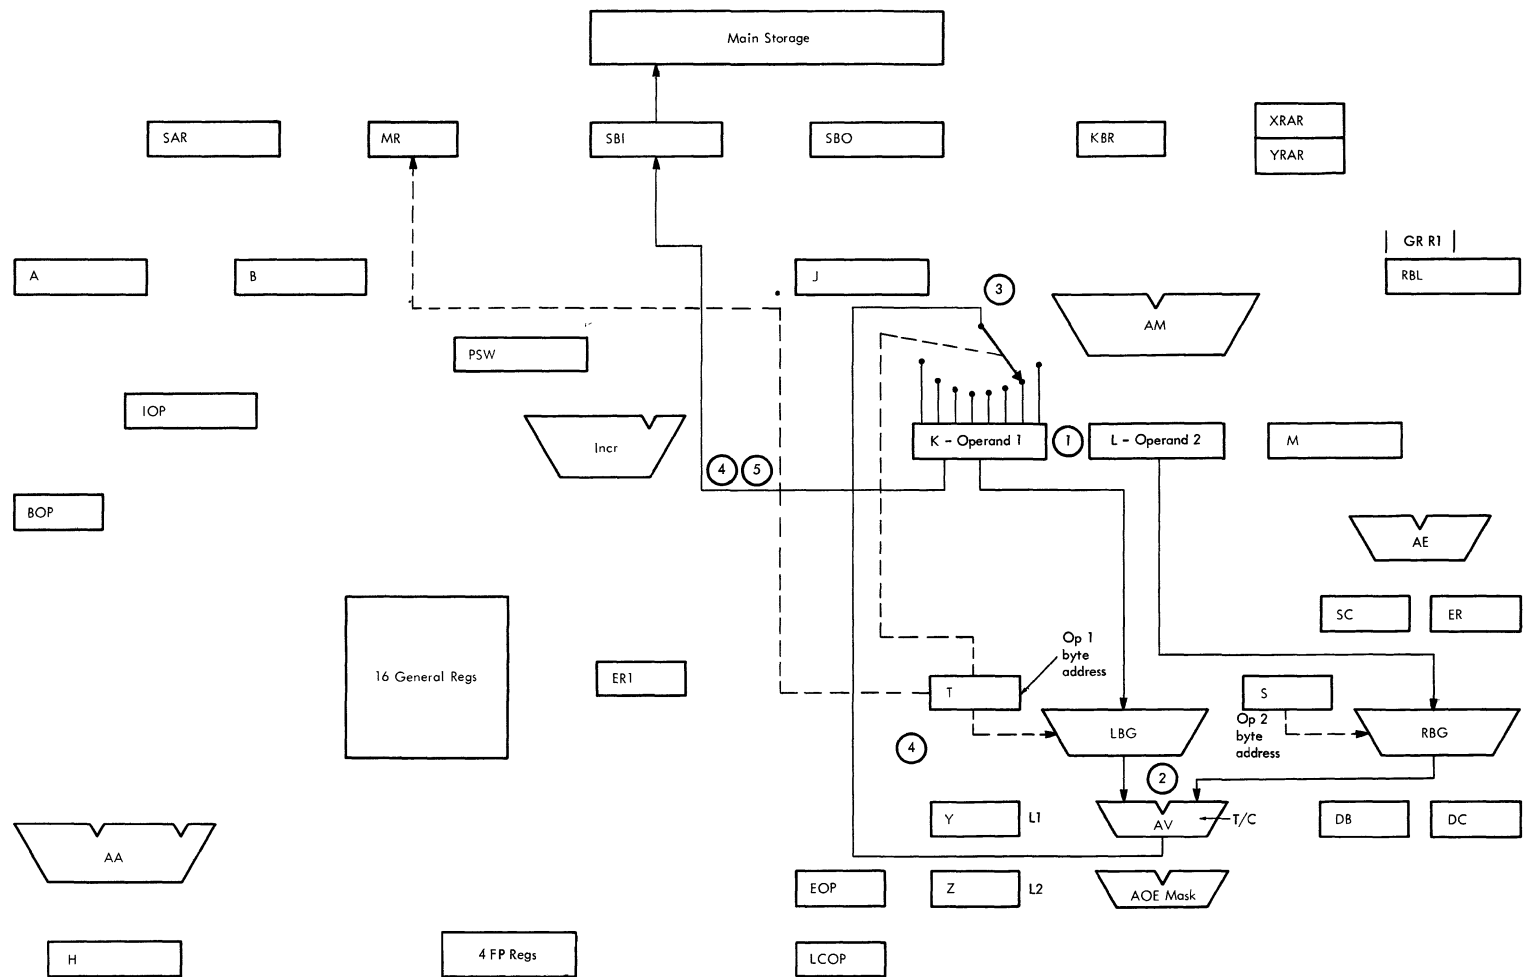 Main Storage
SAR
MR
SBI
SBO
KBR
XRAR
YRAR
GR R1
A
B
J
RBL
3
AM
PSW
IOP
Incr
K - Operand 1
1
L - Operand 2
M
4
5
BOP
AE
SC
ER
16 General Regs
ER1
Op 1
byte
address
T
S
Op 2
byte
address
LBG
RBG
4
2
Y
L1
AV
T/C
DB
DC
AA
EOP
Z
L2
AOE Mask
H
4 FP Regs
LCOP